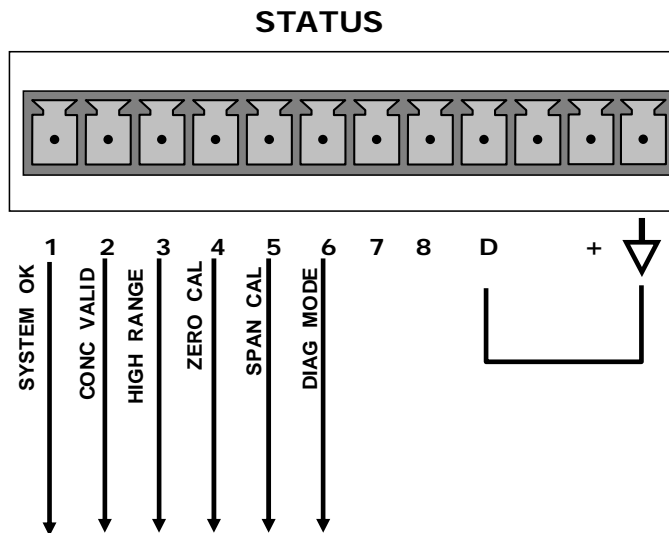 STATUS
1 2 3 4 5 6 7 8 D +
SYSTEM OK
CONC VALID
HIGH RANGE
ZERO CAL
SPAN CAL
DIAG MODE